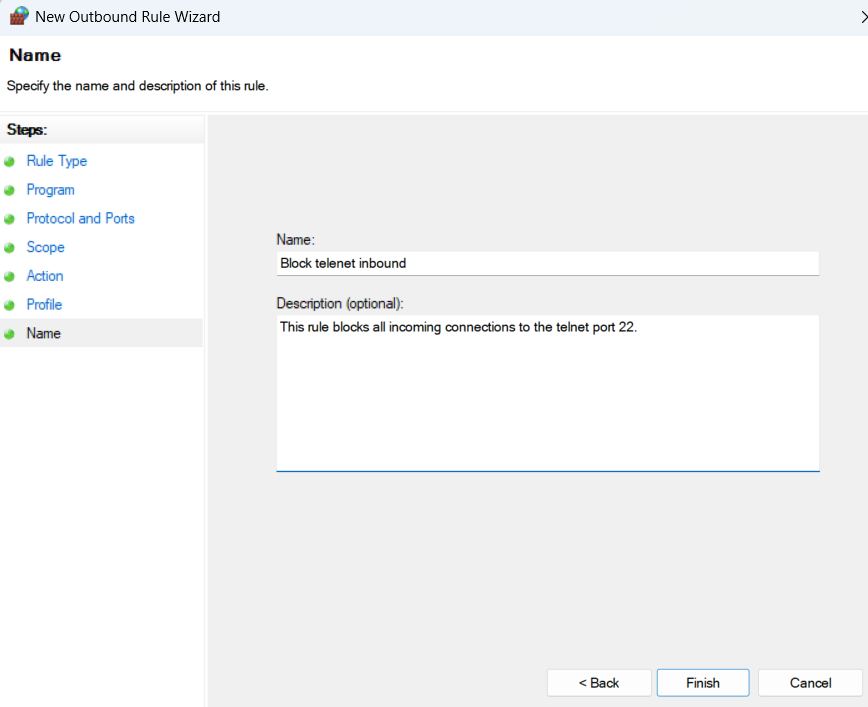 New Outbound Rule Wizard
Name
Specify the name and description of this rule.
Steps:
Rule Type
Program
Protocol and Ports
Scope
Action
Profile
Name
Name:
Block telenet inbound
Description (optional):
This rule blocks all incoming connections to the telnet port 22.
< Back
Finish
Cancel